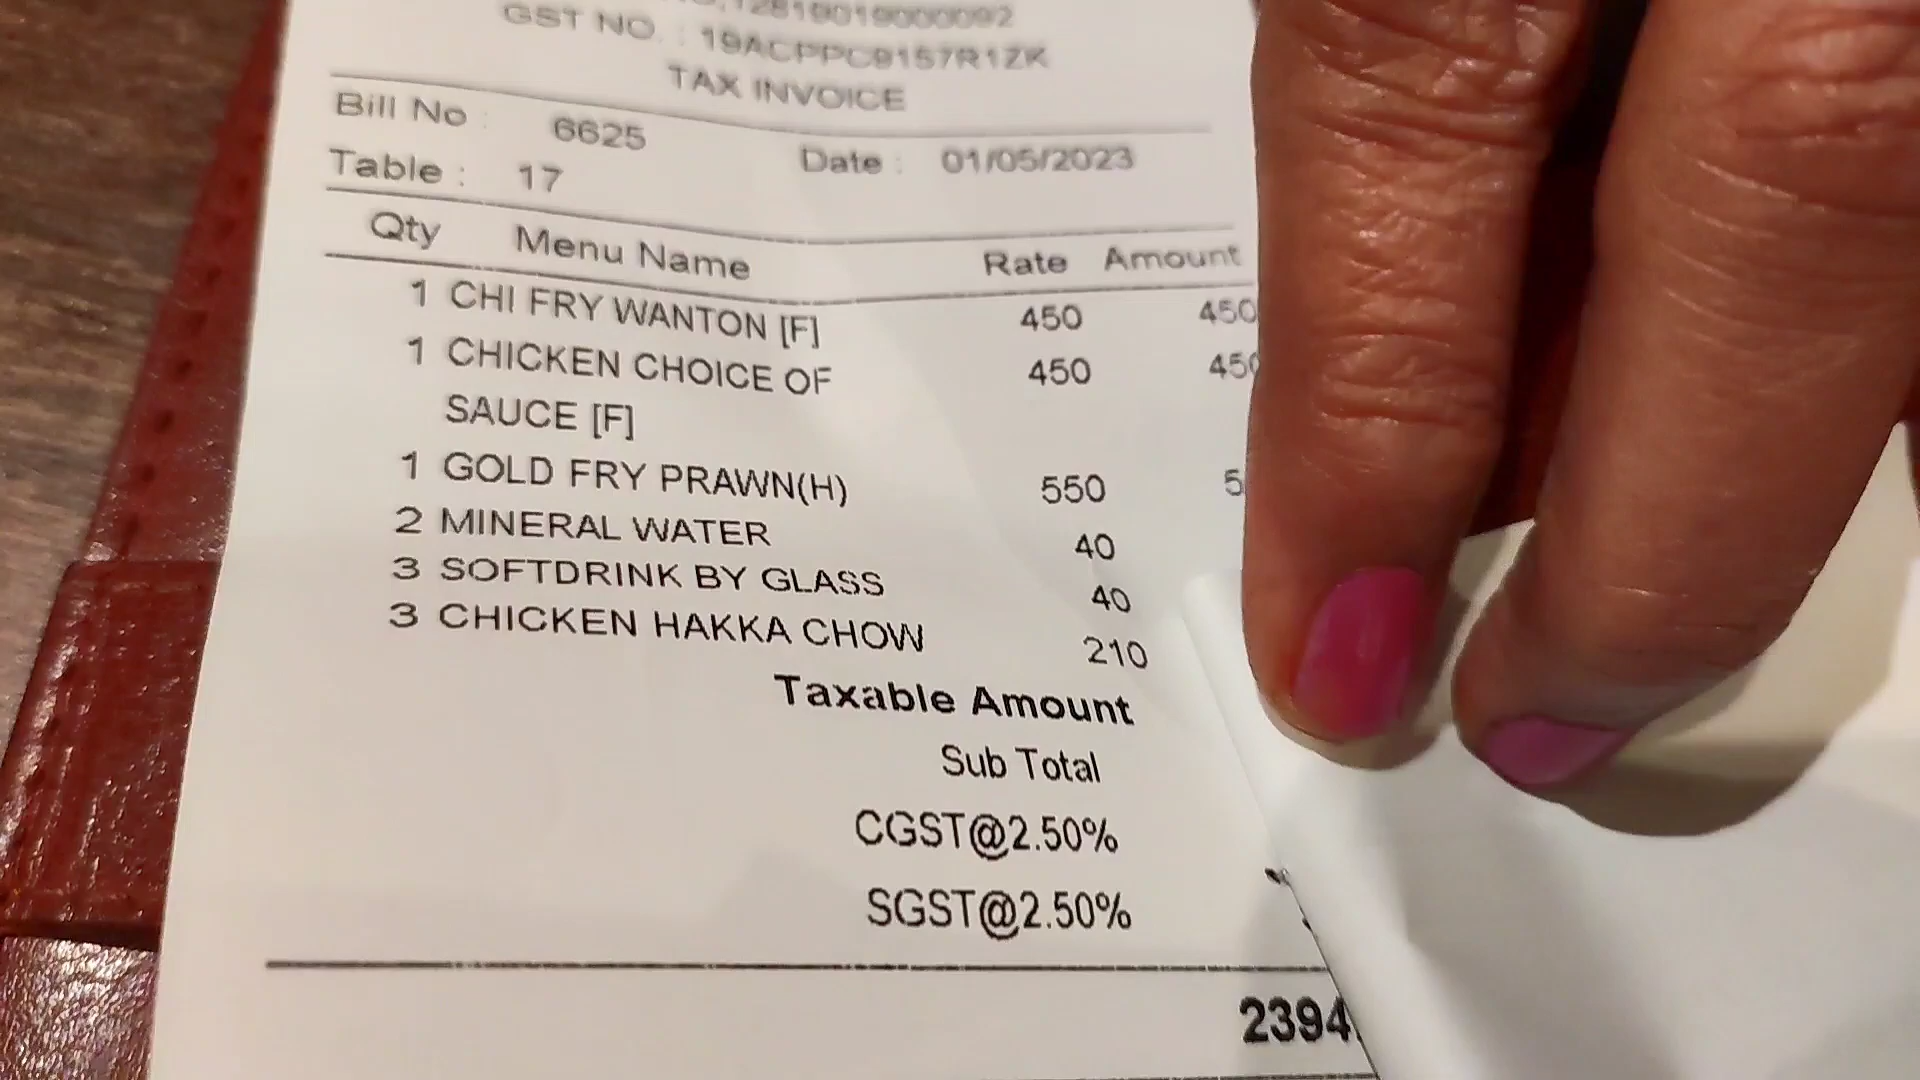 GST NO. : 19ACPPC9157R1ZK
TAX INVOICE
Bill No : 6625
Table : 17 Date : 01/05/2023
Qty Menu Name Rate Amount
1 CHI FRY WANTON [F] 450 450
1 CHICKEN CHOICE OF 450 450
SAUCE [F]
1 GOLD FRY PRAWN(H) 550
2 MINERAL WATER 40
3 SOFTDRINK BY GLASS 40
3 CHICKEN HAKKA CHOW 210
Taxable Amount
Sub Total
CGST@2.50%
SGST@2.50%
2394